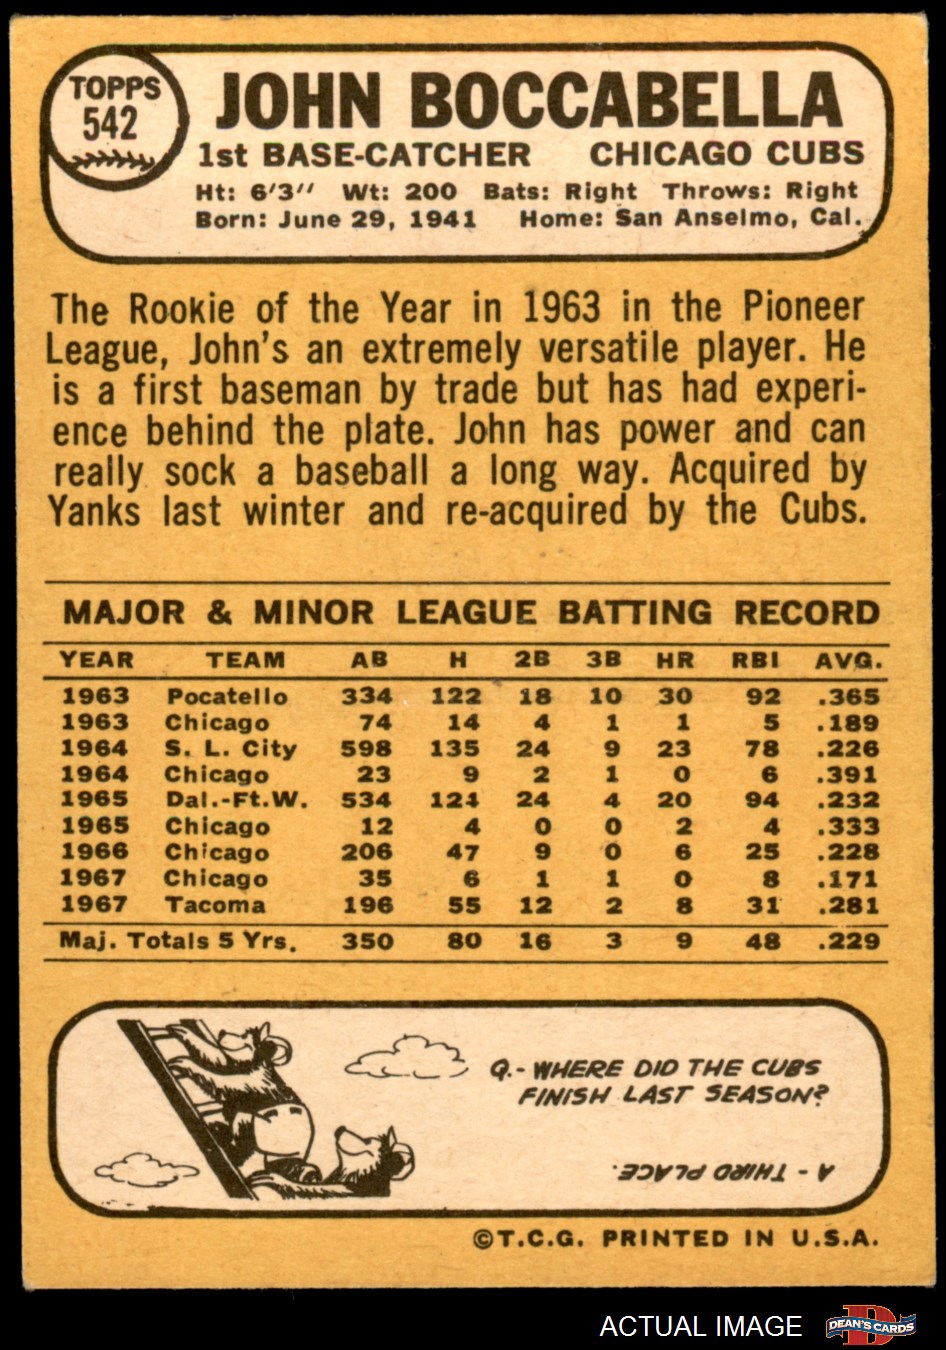 TOPPS
542
JOHN BOCCABELLA
1st BASE-CATCHER CHICAGO CUBS
Ht: 6'3" Wt: 200 Bats: Right Throws: Right
Born: June 29, 1941 Home: San Anselmo, Cal.
The Rookie of the Year in 1963 in the Pioneer
League, John's an extremely versatile player. He
is a first baseman by trade but has had experi-
ence behind the plate. John has power and can
really sock a baseball a long way. Acquired by
Yanks last winter and re-acquired by the Cubs.
MAJOR & MINOR LEAGUE BATTING RECORD
YEAR TEAM AB H 2B 3B HR RBI AVG.
1963 Pocatello 334 122 18 10 30 92 .365
1963 Chicago 74 14 4 1 1 5 .189
1964 S. L. City 598 135 24 9 23 78 .226
1964 Chicago 23 9 2 1 0 6 .391
1965 Dal.-Ft.W. 534 124 24 4 20 94 .232
1965 Chicago 12 4 0 0 2 4 .333
1966 Chicago 206 47 9 0 6 25 .228
1967 Chicago 35 6 1 1 0 8 .171
1967 Tacoma 196 55 12 2 8 31 .281
Maj. Totals 5 Yrs. 350 80 16 3 9 48 .229
Q.- WHERE DID THE CUBS
FINISH LAST SEASON?
A - THIRD PLACE.
©T.C.G. PRINTED IN U.S.A.
ACTUAL IMAGE
D
DEAN'S CARDS